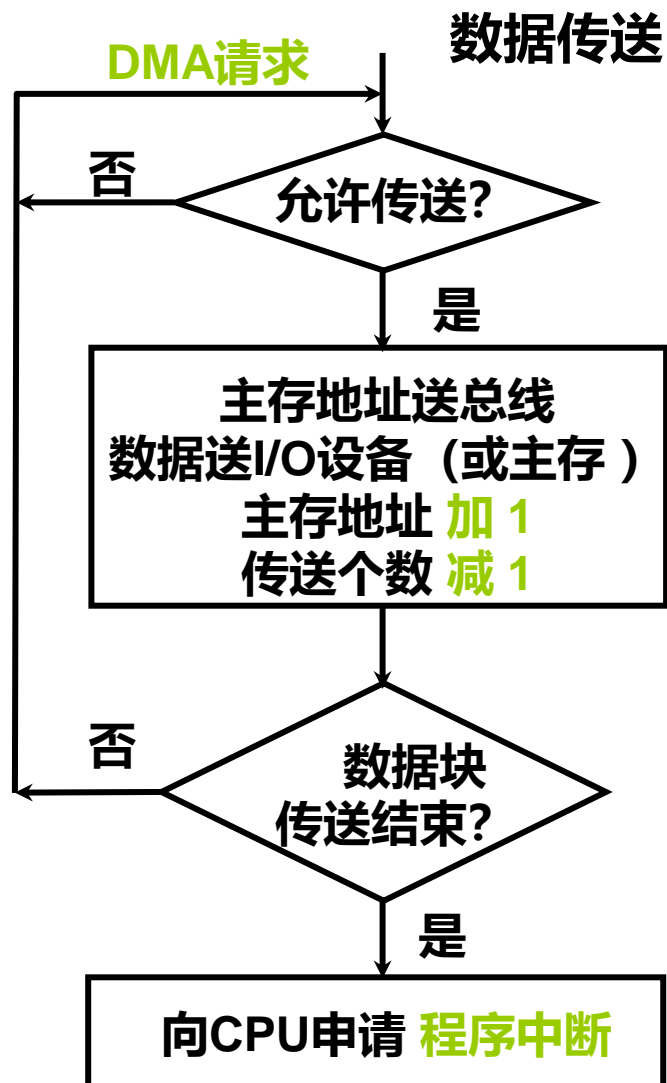 数据传送
DMA请求
否
允许传送?
是
主存地址送总线
数据送I/O设备（或主存 ）
主存地址 加 1
传送个数 减 1
否
数据块
传送结束?
是
向CPU申请 程序中断